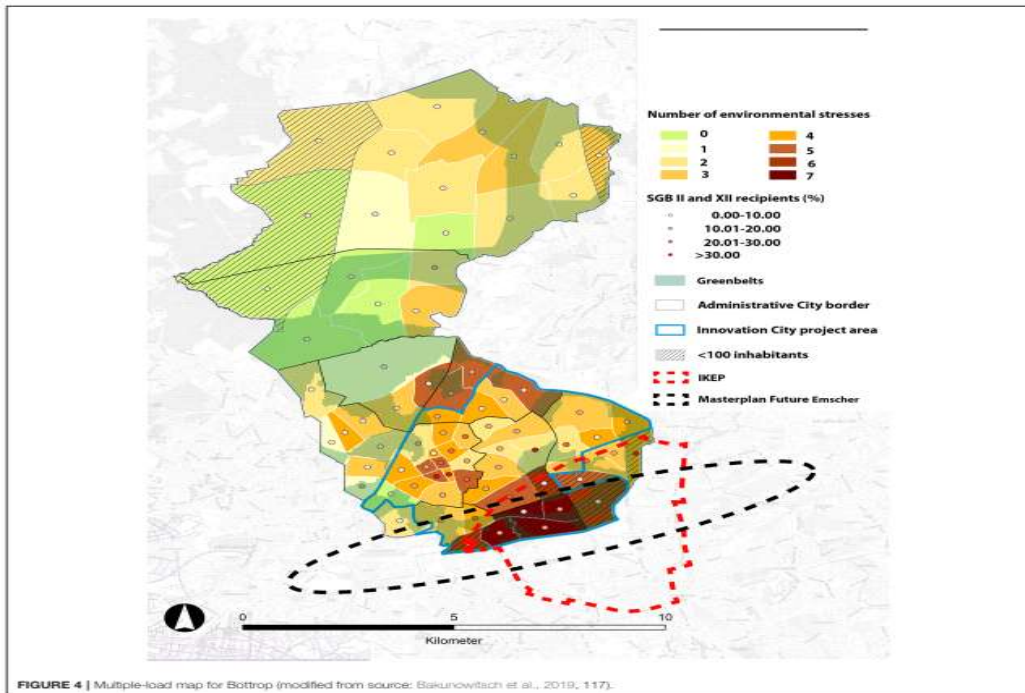 Number of environmental stresses
0 4
1 5
2 6
3 7
SGB II and XII recipients (%)
0.00-10.00
10.01-20.00
20.01-30.00
>30.00
Greenbelts
Administrative City border
Innovation City project area
<100 inhabitants
IKEP
Masterplan Future Emscher
0 5 10
Kilometer
FIGURE 4 | Multiple-load map for Bottrop (modified from source: Bakunowitsch et al., 2019, 117).